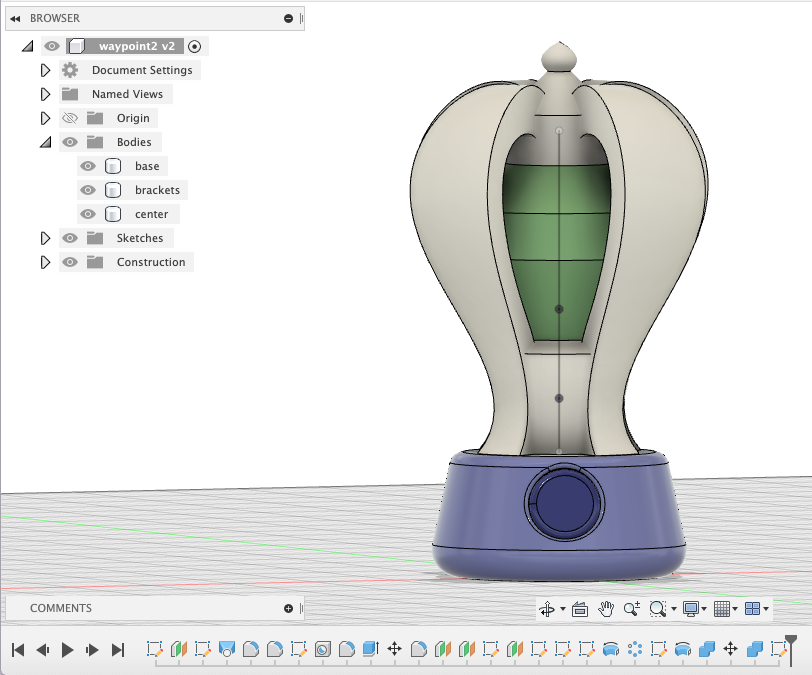 BROWSER
waypoint2 v2
Document Settings
Named Views
Origin
Bodies
base
brackets
center
Sketches
Construction
COMMENTS